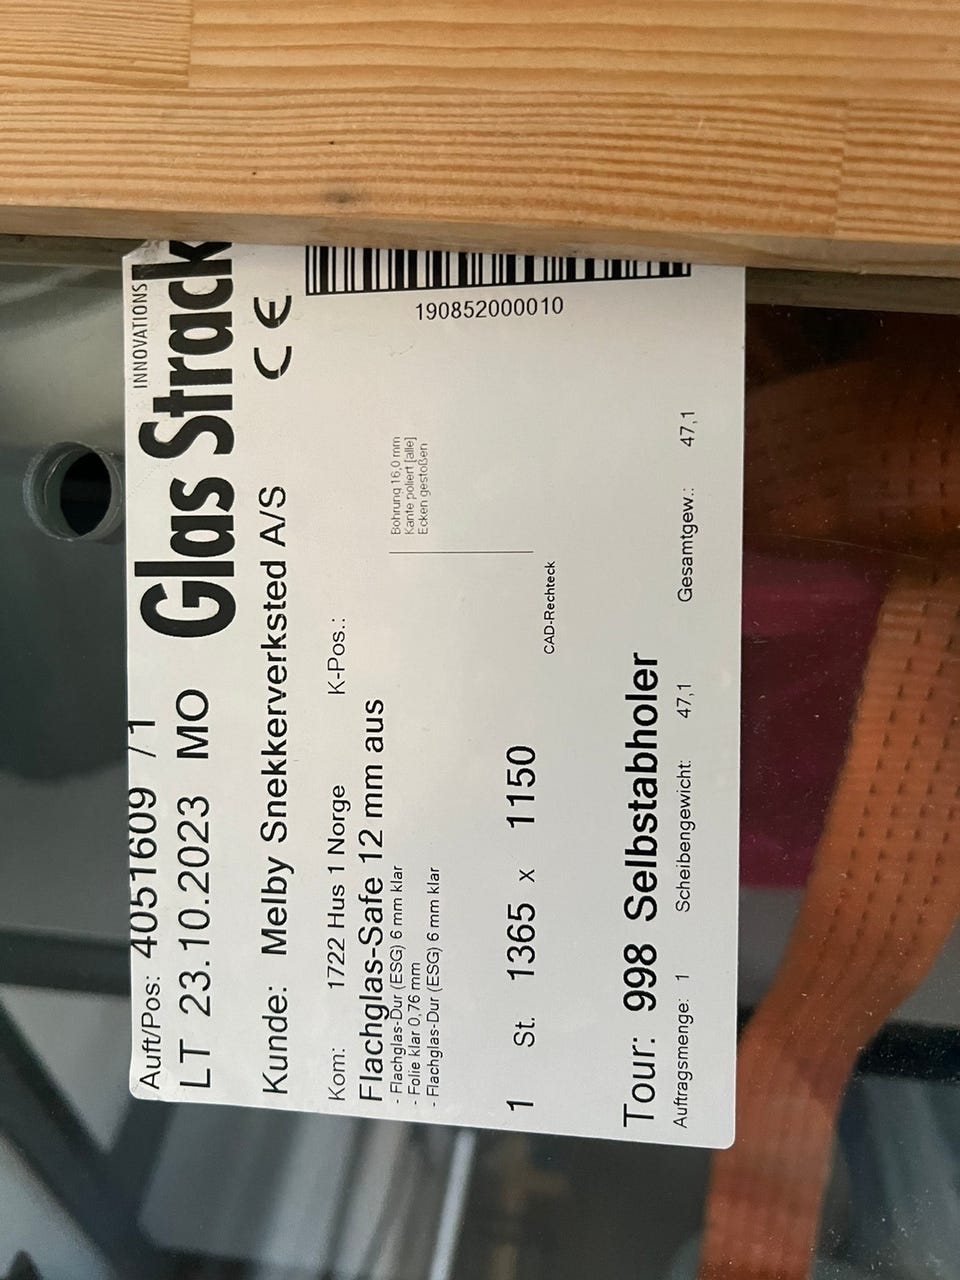 Auft/Pos: 4051609 / 1
INNOVATIONS
LT 23.10.2023 MO
Glas Strack
Kunde: Melby Snekkerverksted A/S
CE
Kom: 1722 Hus 1 Norge K-Pos.:
Flachglas-Safe 12 mm aus
- Flachglas-Dur (ESG) 6 mm klar
- Folie klar 0,76 mm
- Flachglas-Dur (ESG) 6 mm klar
Bohrung 16,0 mm
Kante poliert [alle]
Ecken gestoßen
190852000010
1 St. 1365 x 1150
CAD-Rechteck
Tour: 998 Selbstabholer
Auftragsmenge: 1 Scheibengewicht: 47,1 Gesamtgew.: 47,1